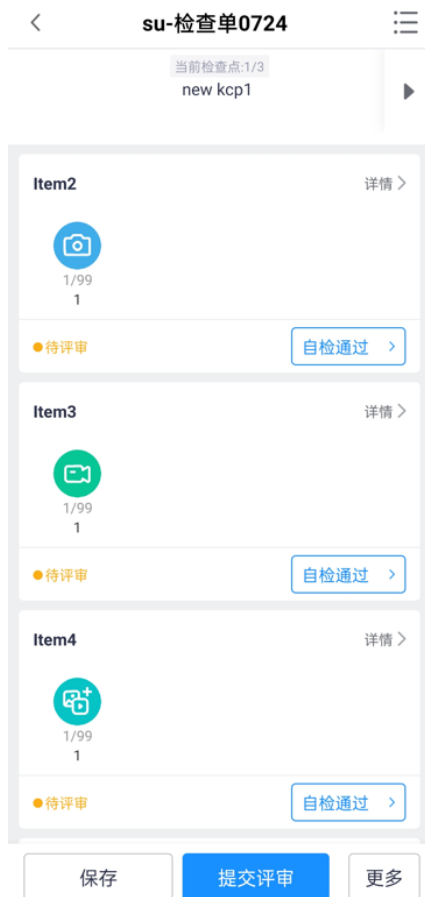 su-检查单0724
当前检查点:1/3
new kcp1
Item2
详情
1/99
1
待评审
自检通过
Item3
详情
1/99
1
待评审
自检通过
Item4
详情
1/99
1
待评审
自检通过
保存
提交评审
更多